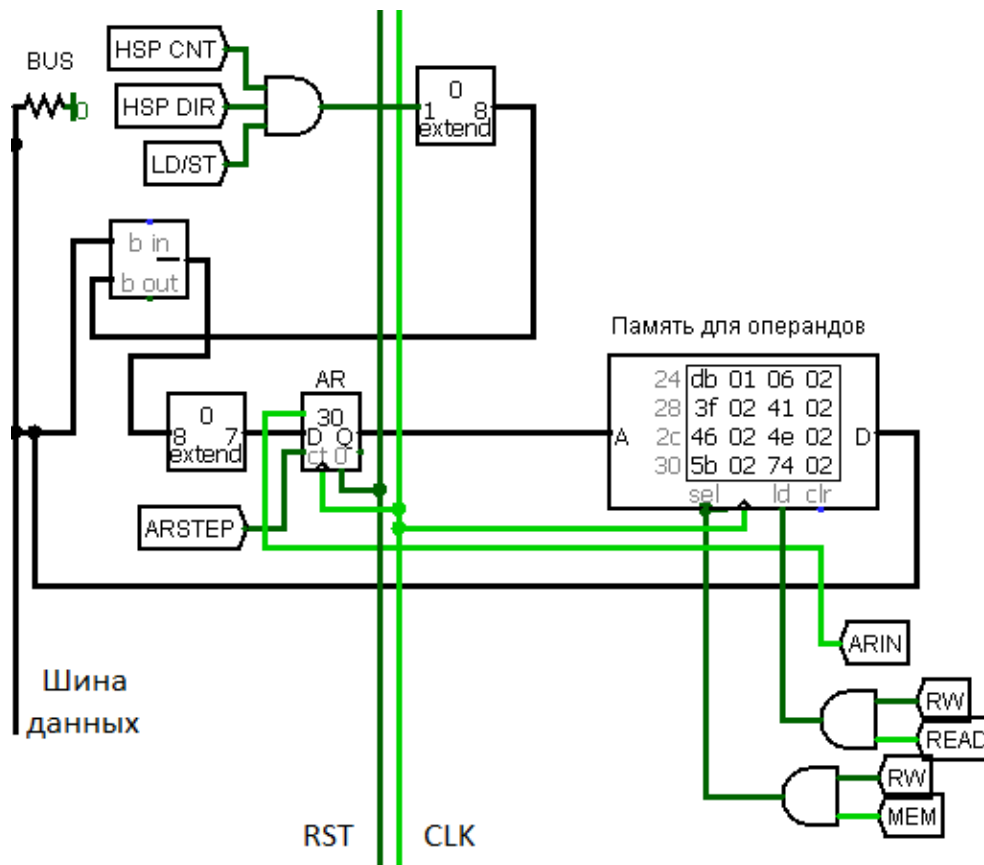 HSP CNT
BUS
0
0
HSP DIR
1 8
extend
LD/ST
b in
b out
Память для операндов
AR
24 db 01 06 02
28 3f 02 41 02
2c 46 02 4e 02
30 5b 02 74 02
A
D
sel ld clr
0
8 7
extend
30
D Q
ct 0
ARSTEP
ARIN
Шина
данных
RW
READ
RW
MEM
RST
CLK